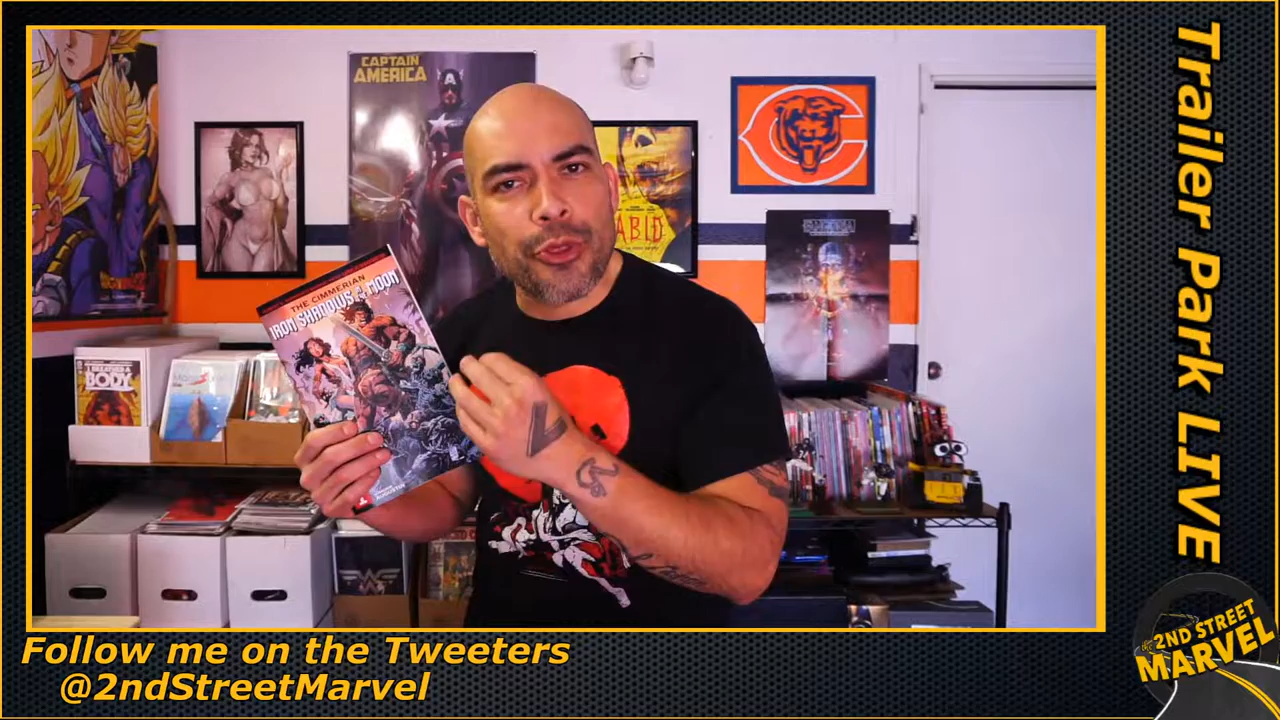 CAPTAIN
AMERICA
THE CIMMERIAN
IRON SHADOWS IN THE MOON
I BREATHED A
BODY
Trailer Park LIVE
Follow me on the Tweeters
@2ndStreetMarvel
2ND STREET
MARVEL